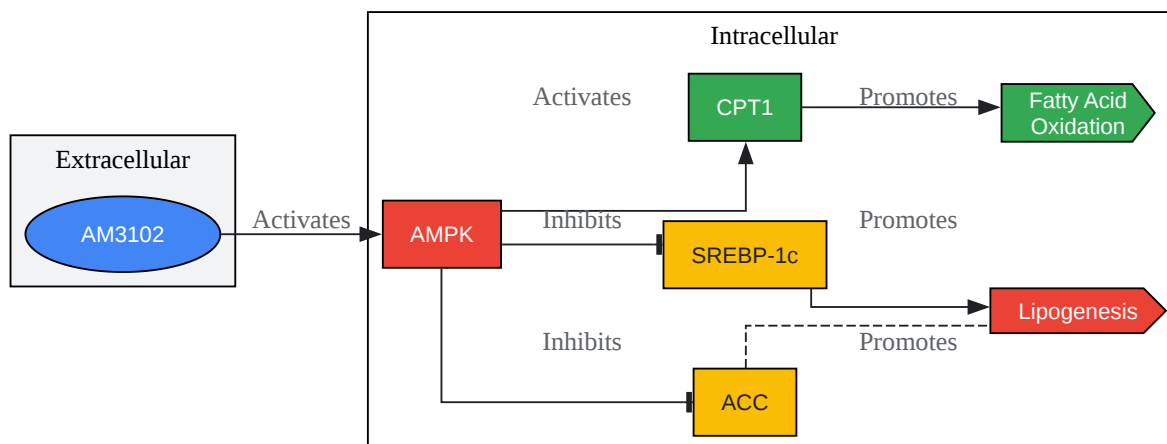 Intracellular
Activates
CPT1
Promotes
Fatty Acid
Oxidation
Extracellular
AM3102
Activates
AMPK
Inhibits
Promotes
SREBP-1c
Lipogenesis
Inhibits
Promotes
ACC